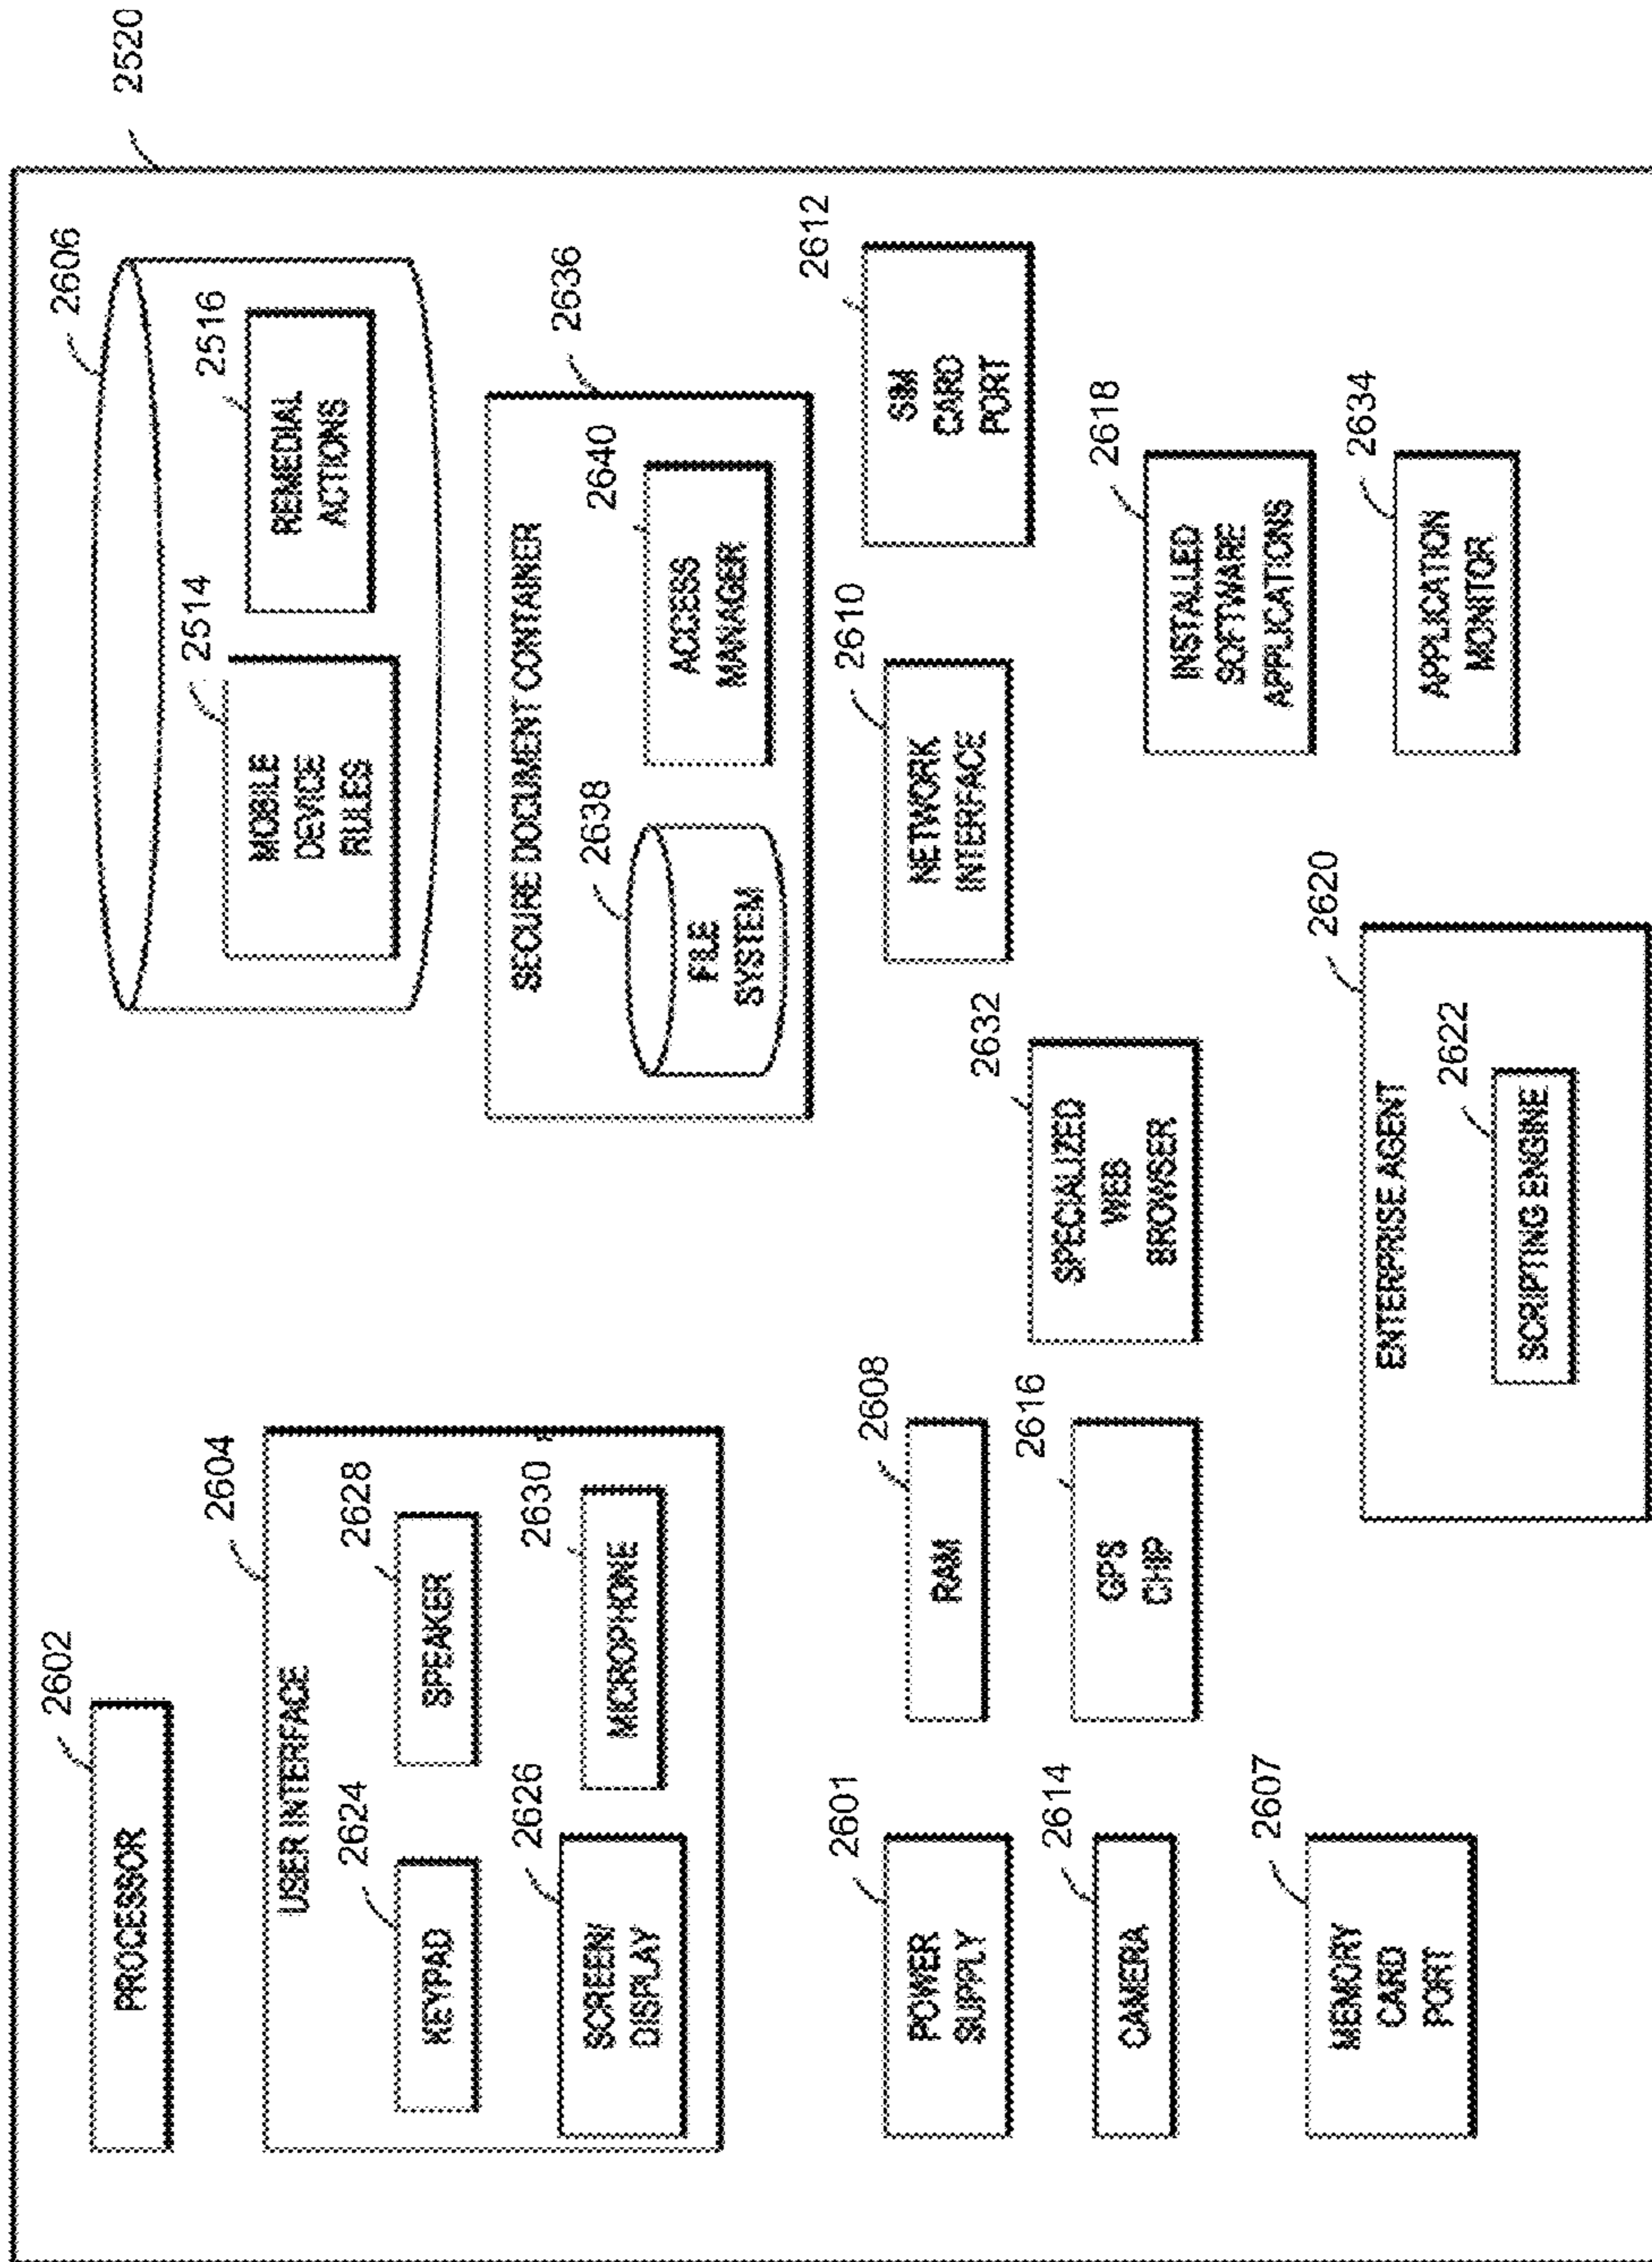 2520
2602
PROCESSOR
2606
2514
MOBILE
DEVICE
RULES
2516
REMEDIAL
ACTIONS
2604
USER INTERFACE
2624
KEYPAD
2628
SPEAKER
2626
SCREEN/
DISPLAY
2630
MICROPHONE
2636
SECURE DOCUMENT CONTAINER
2638
FILE
SYSTEM
2640
ACCESS
MANAGER
2601
POWER
SUPPLY
2608
RAM
2610
NETWORK
INTERFACE
2612
SIM
CARD
PORT
2614
CAMERA
2616
GPS
CHIP
2632
SPECIALIZED
WEB
BROWSER
2618
INSTALLED
SOFTWARE
APPLICATIONS
2607
MEMORY
CARD
PORT
2620
ENTERPRISE AGENT
2622
SCRIPTING ENGINE
2634
APPLICATION
MONITOR